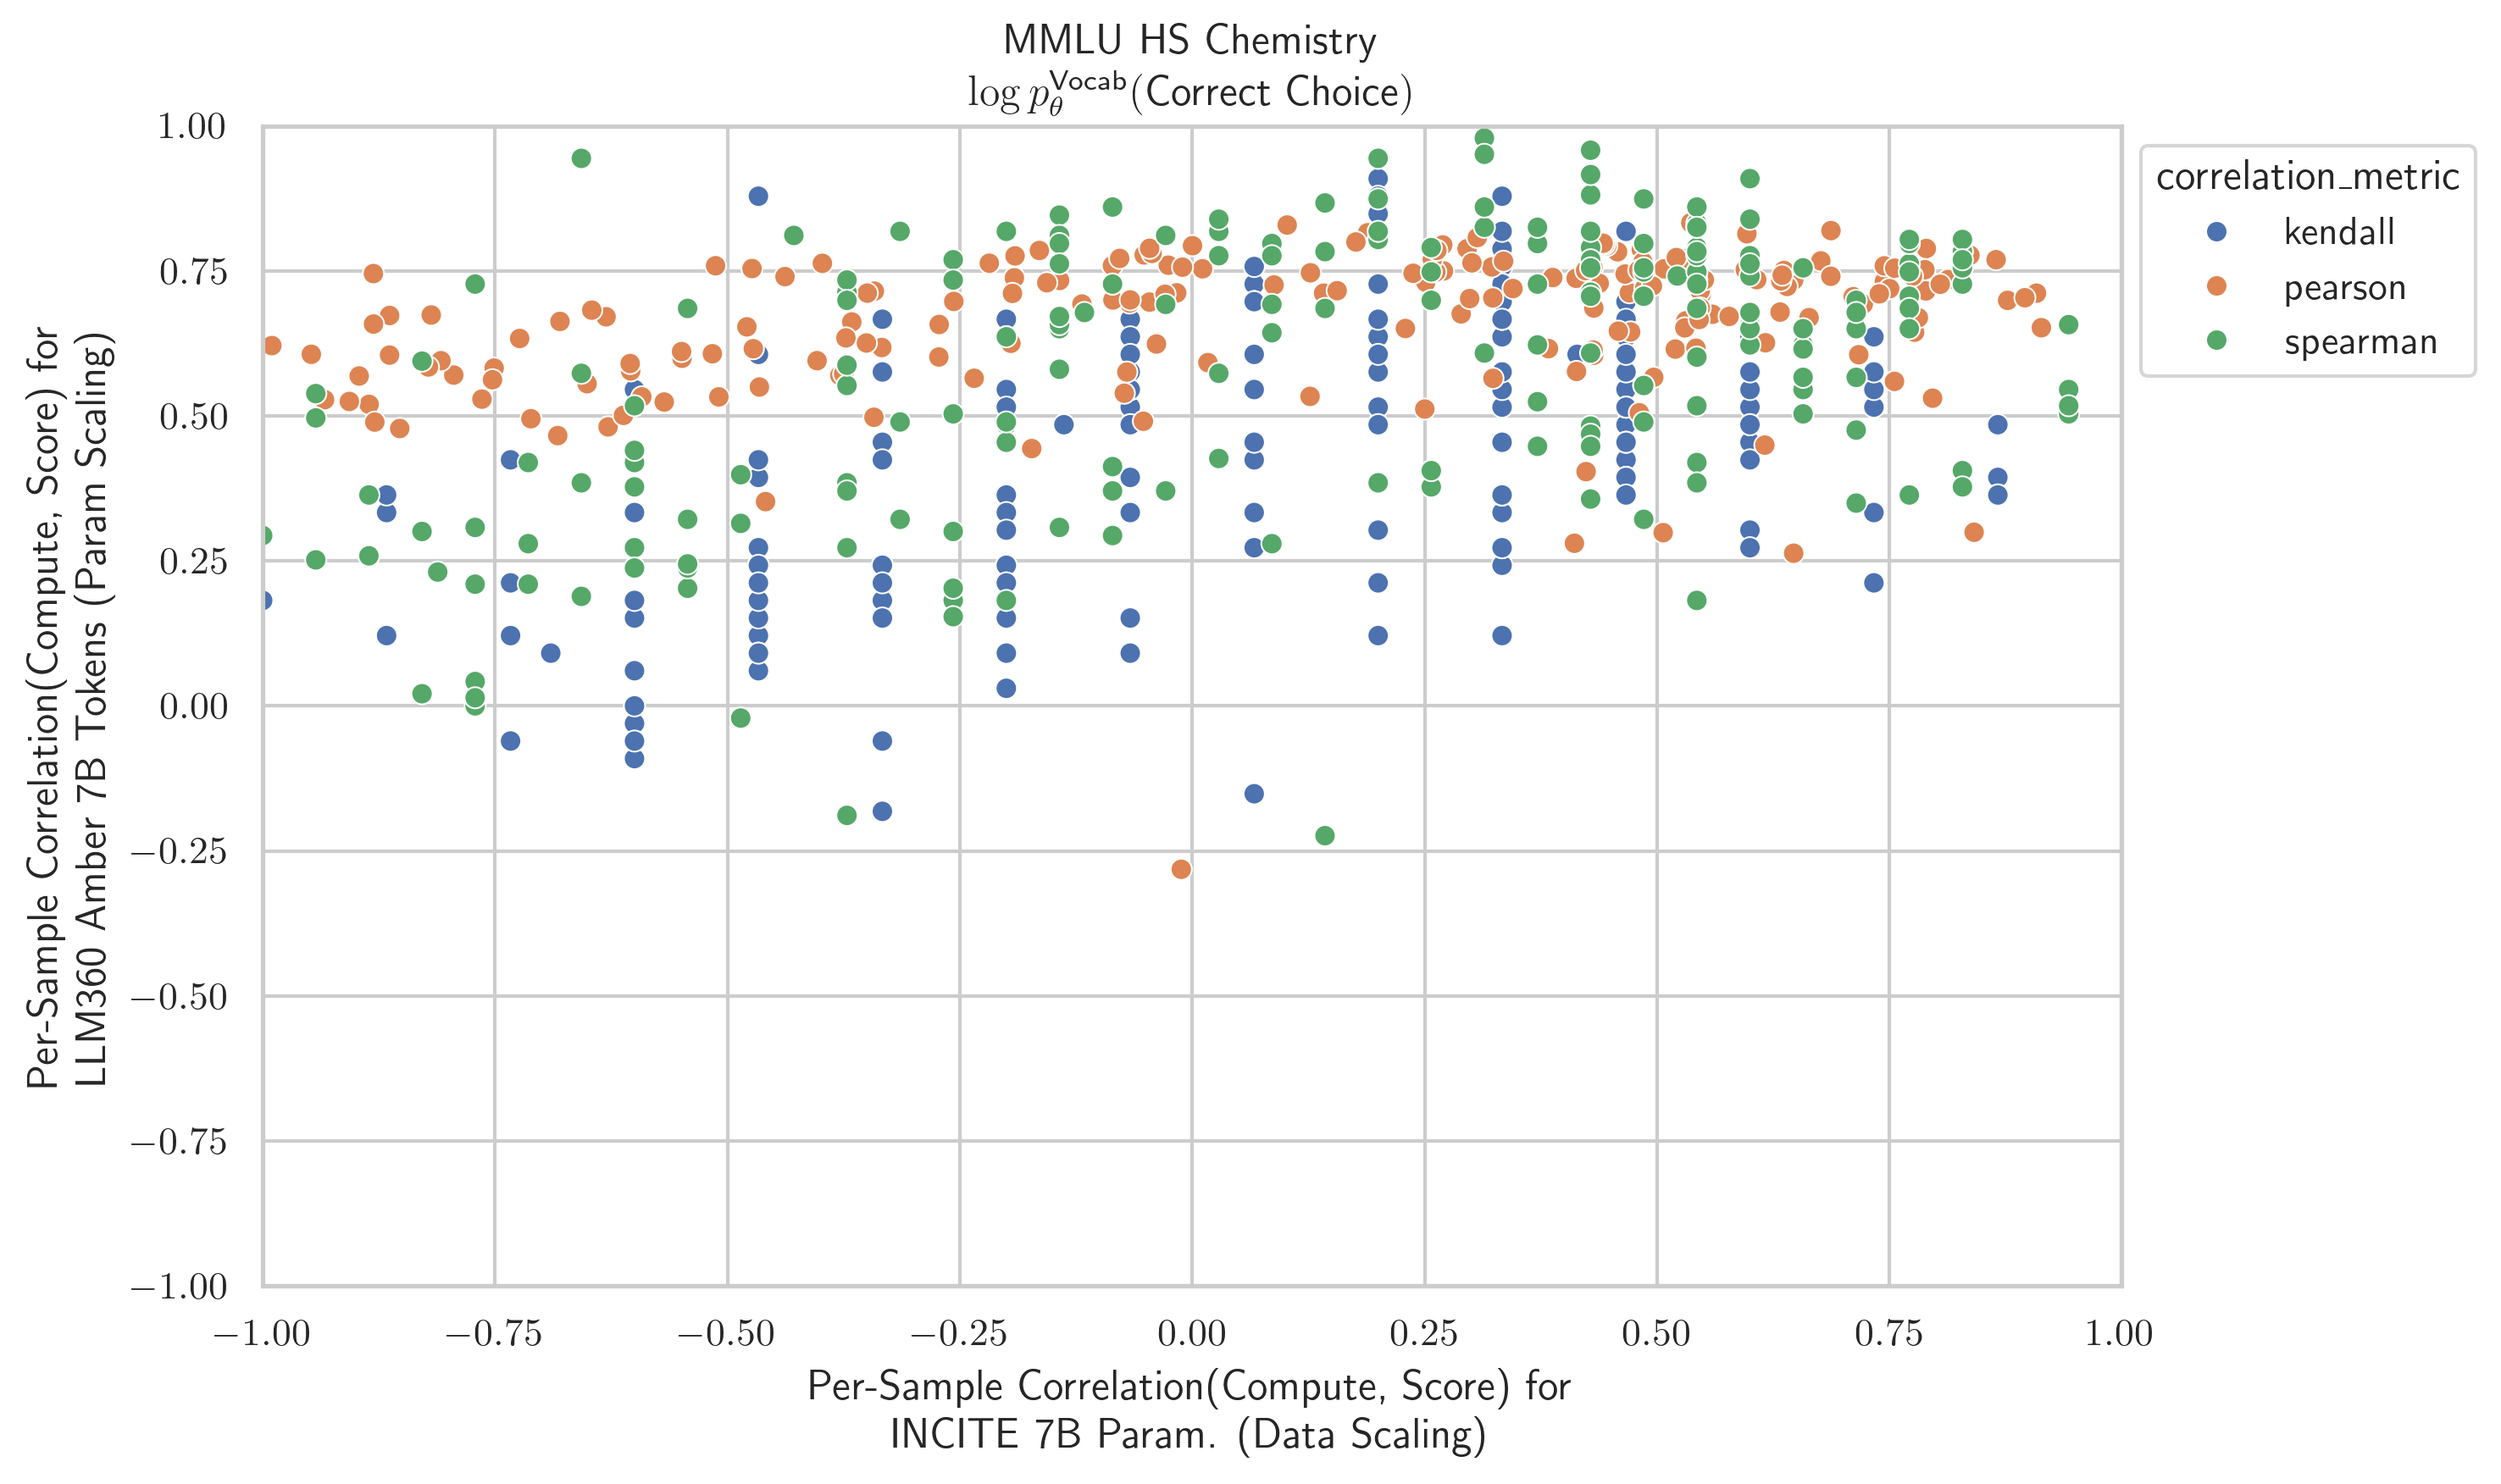 MMLU HS Chemistry
log p_θ^Vocab(Correct Choice)
1.00
0.75
0.50
0.25
0.00
−0.25
−0.50
−0.75
−1.00
Per-Sample Correlation(Compute, Score) for
LLM360 Amber 7B Tokens (Param Scaling)
correlation_metric
kendall
pearson
spearman
−1.00 −0.75 −0.50 −0.25 0.00 0.25 0.50 0.75 1.00
Per-Sample Correlation(Compute, Score) for
INCITE 7B Param. (Data Scaling)